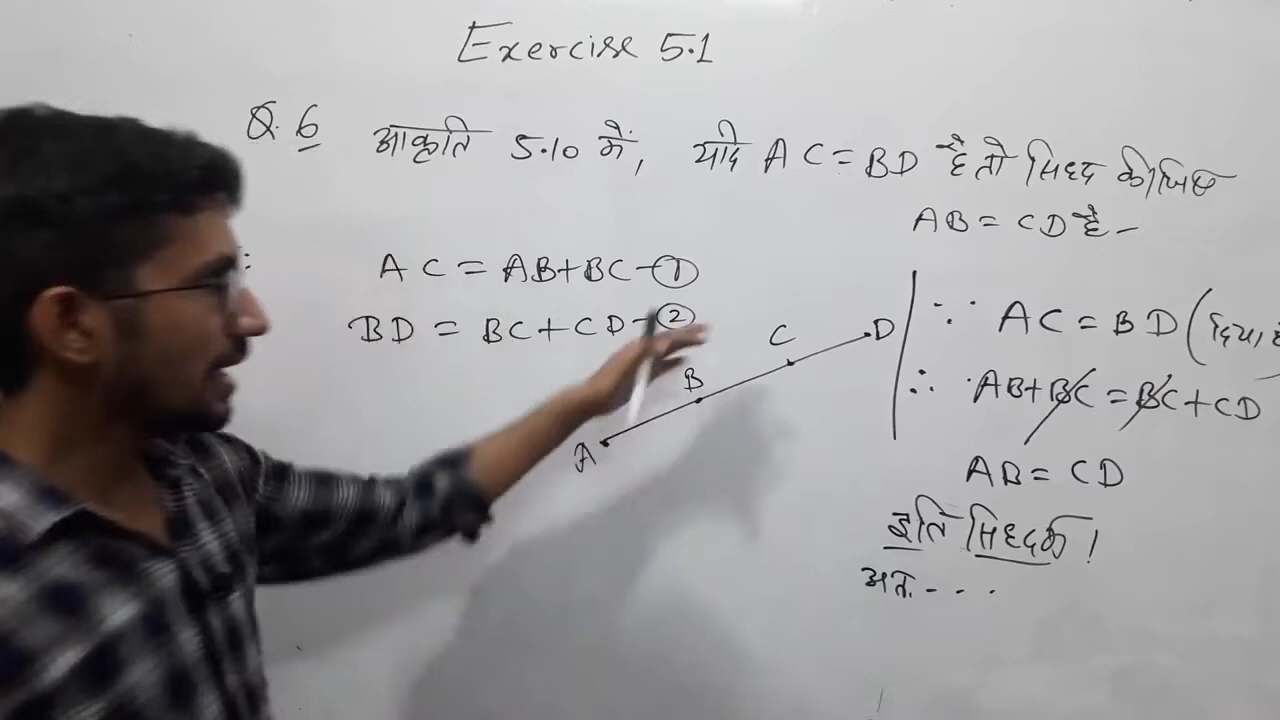 Exercise 5.1
Q. 6 आकृति 5.10 में, यदि AC = BD है तो सिद्ध कीजिए
AB = CD है -
AC = AB+BC - ①
BD = BC + CD - ②
A B C D
∵ AC = BD (दिया
∴ AB+BC = BC+CD
AB = CD
इति सिद्धम् !
अतः - - -